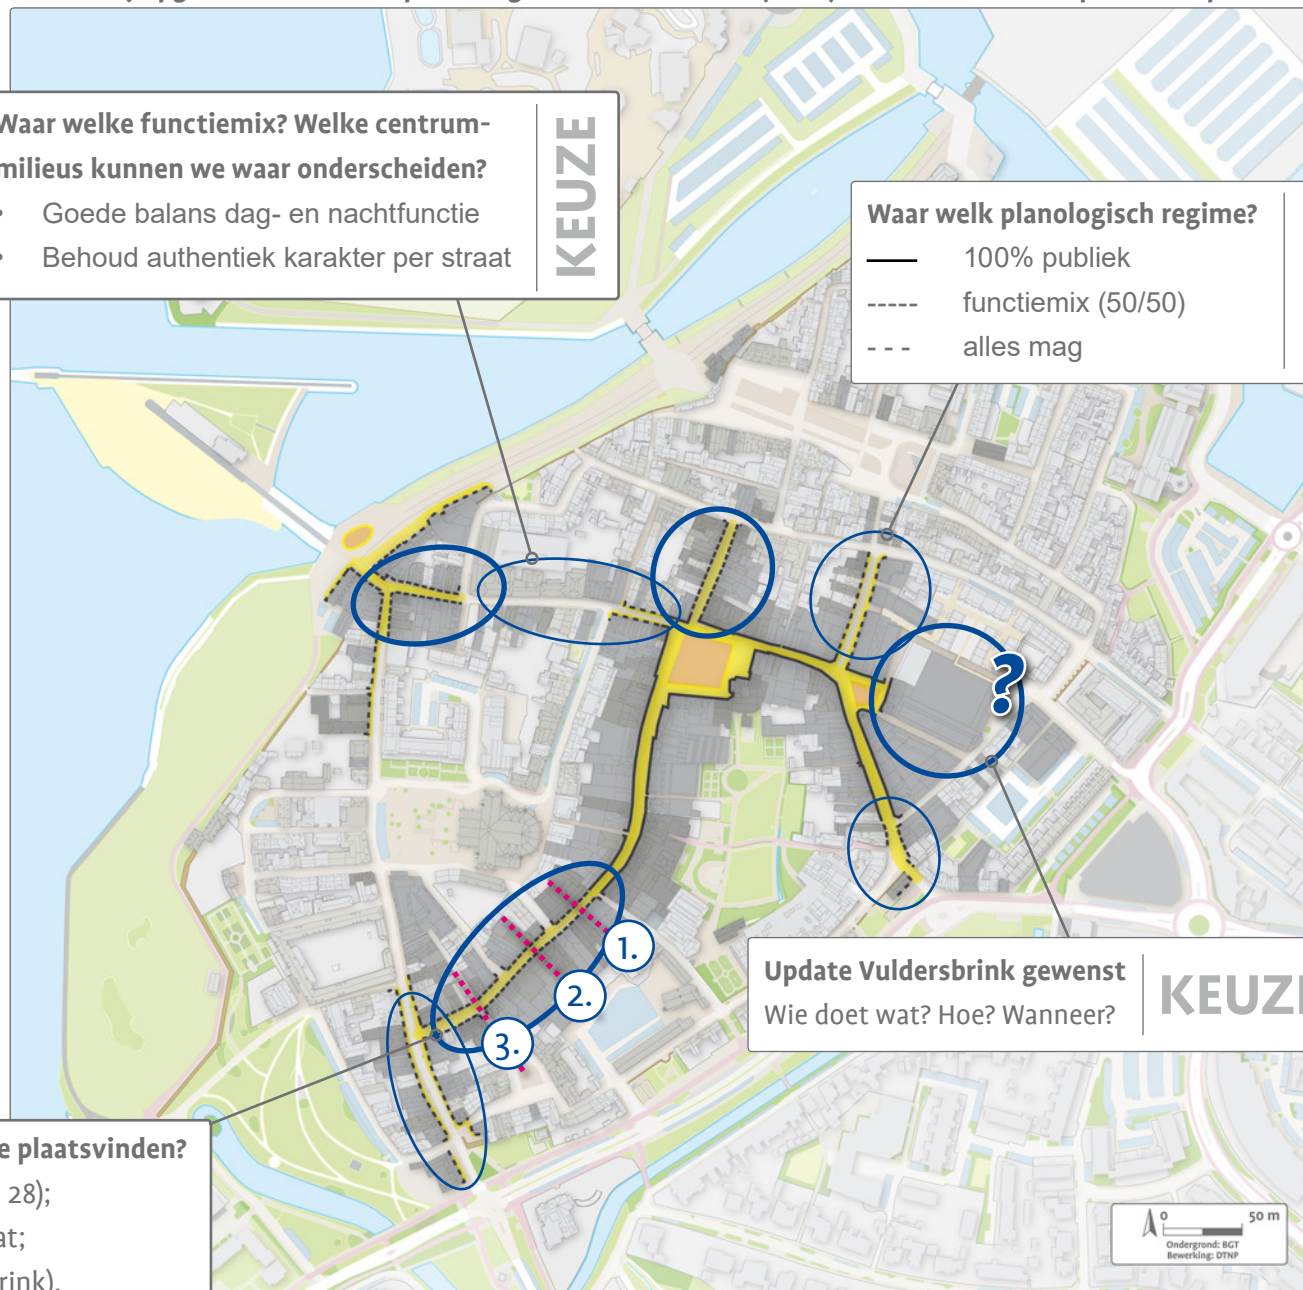 Waar welke functiemix? Welke centrum-
milieus kunnen we waar onderscheiden?
• Goede balans dag- en nachtfunctie
• Behoud authentiek karakter per straat
KEUZE
Waar welk planologisch regime?
100% publiek
functiemix (50/50)
alles mag
?
1.
2.
3.
Update Vuldersbrink gewenst
Wie doet wat? Hoe? Wanneer?
KEUZE
e plaatsvinden?
28);
at;
rink).
0 50 m
Ondergrond: BGT
Bewerking: DTNP